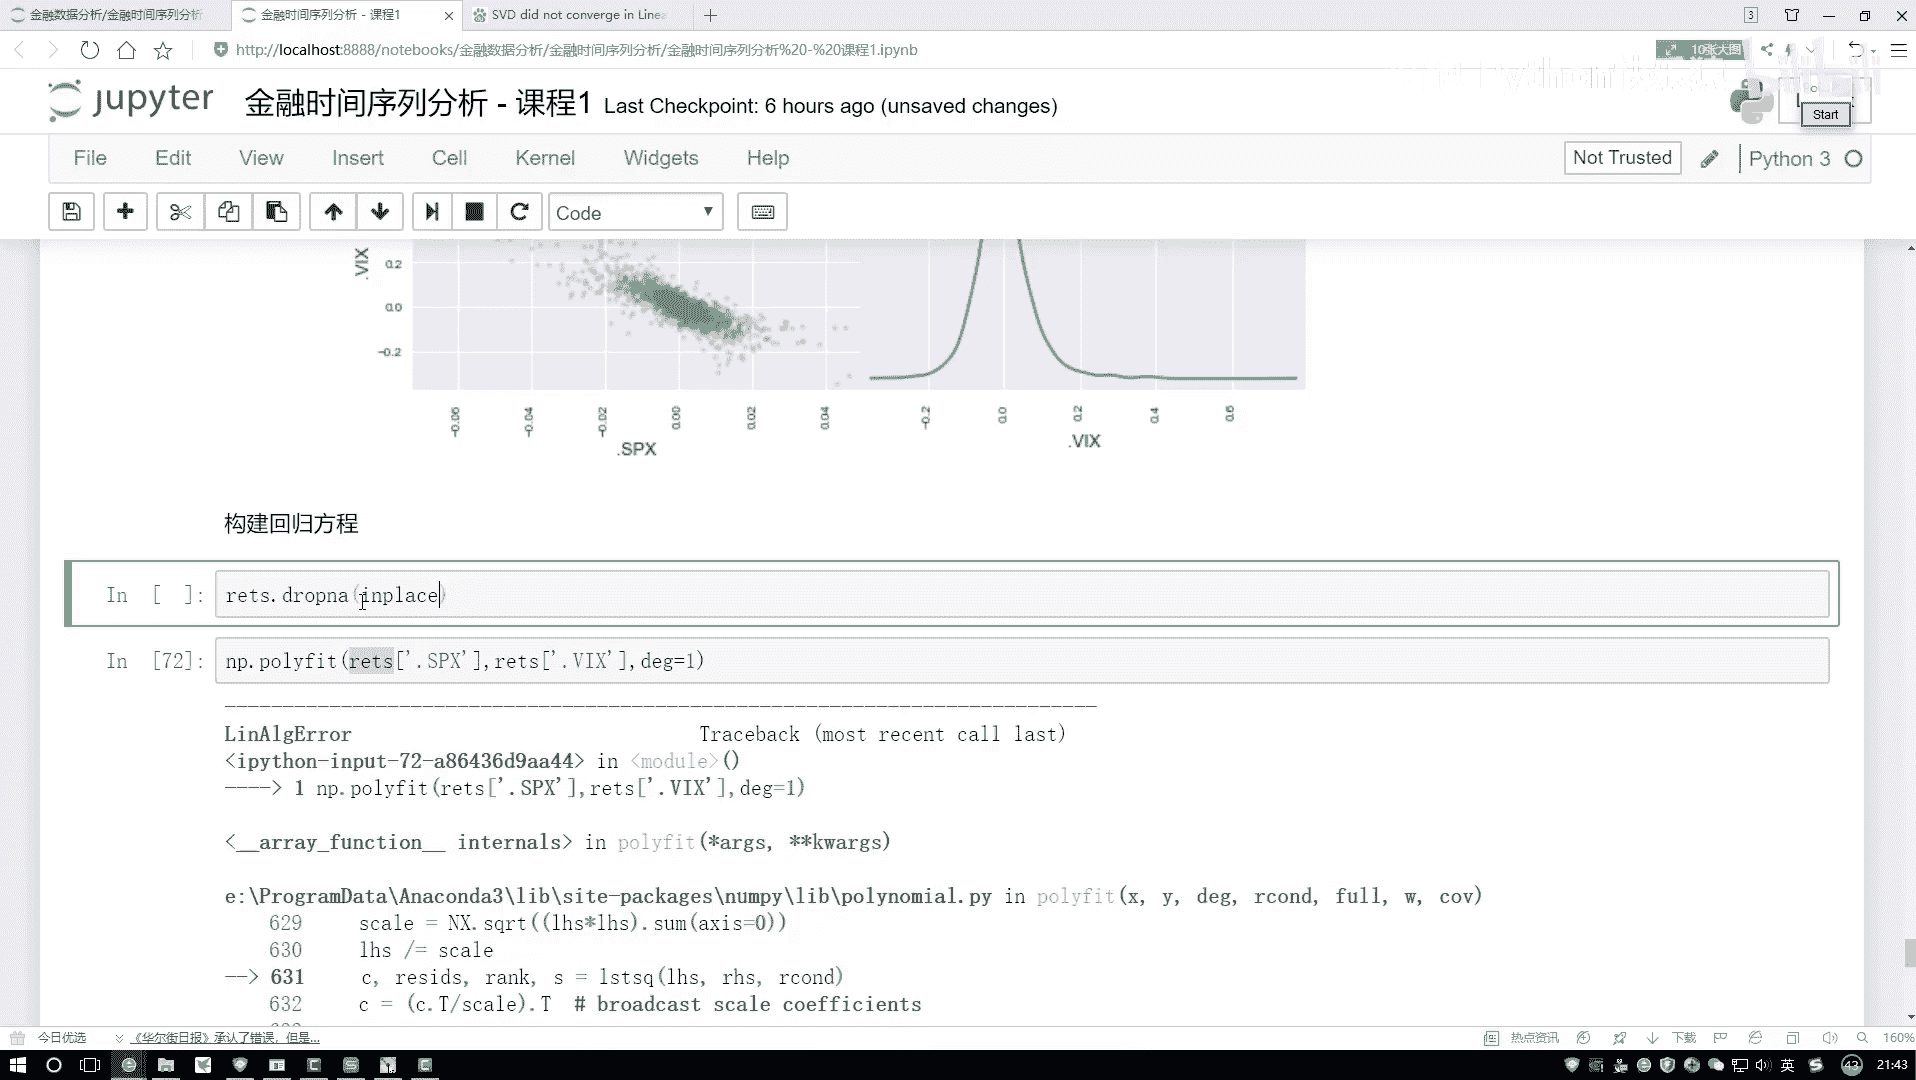 金融数据分析/金融时间序列分析
金融时间序列分析 - 课程1
SVD did not converge in Linea
3
http://localhost:8888/notebooks/金融数据分析/金融时间序列分析/金融时间序列分析%20-%20课程1.ipynb
10张大图
jupyter 金融时间序列分析 - 课程1 Last Checkpoint: 6 hours ago (unsaved changes)
Start
File Edit View Insert Cell Kernel Widgets Help
Not Trusted
Python 3
Code
.VIX
0.2
0.0
-0.2
-0.06 -0.04 -0.02 0.00 0.02 0.04
-0.2 0.0 0.2 0.4 0.6
.SPX
.VIX
构建回归方程
In [ ]: rets.dropna(inplace)
In [72]: np.polyfit(rets['.SPX'],rets['.VIX'],deg=1)
---------------------------------------------------------------------------
LinAlgError Traceback (most recent call last)
<ipython-input-72-a86436d9aa44> in <module>()
----> 1 np.polyfit(rets['.SPX'],rets['.VIX'],deg=1)
<__array_function__ internals> in polyfit(*args, **kwargs)
e:\ProgramData\Anaconda3\lib\site-packages\numpy\lib\polynomial.py in polyfit(x, y, deg, rcond, full, w, cov)
629 scale = NX.sqrt((lhs*lhs).sum(axis=0))
630 lhs /= scale
--> 631 c, resids, rank, s = lstsq(lhs, rhs, rcond)
632 c = (c.T/scale).T # broadcast scale coefficients
今日优选
《华尔街日报》承认了错误，但是...
热点资讯
下载
160%
英
43
21:43